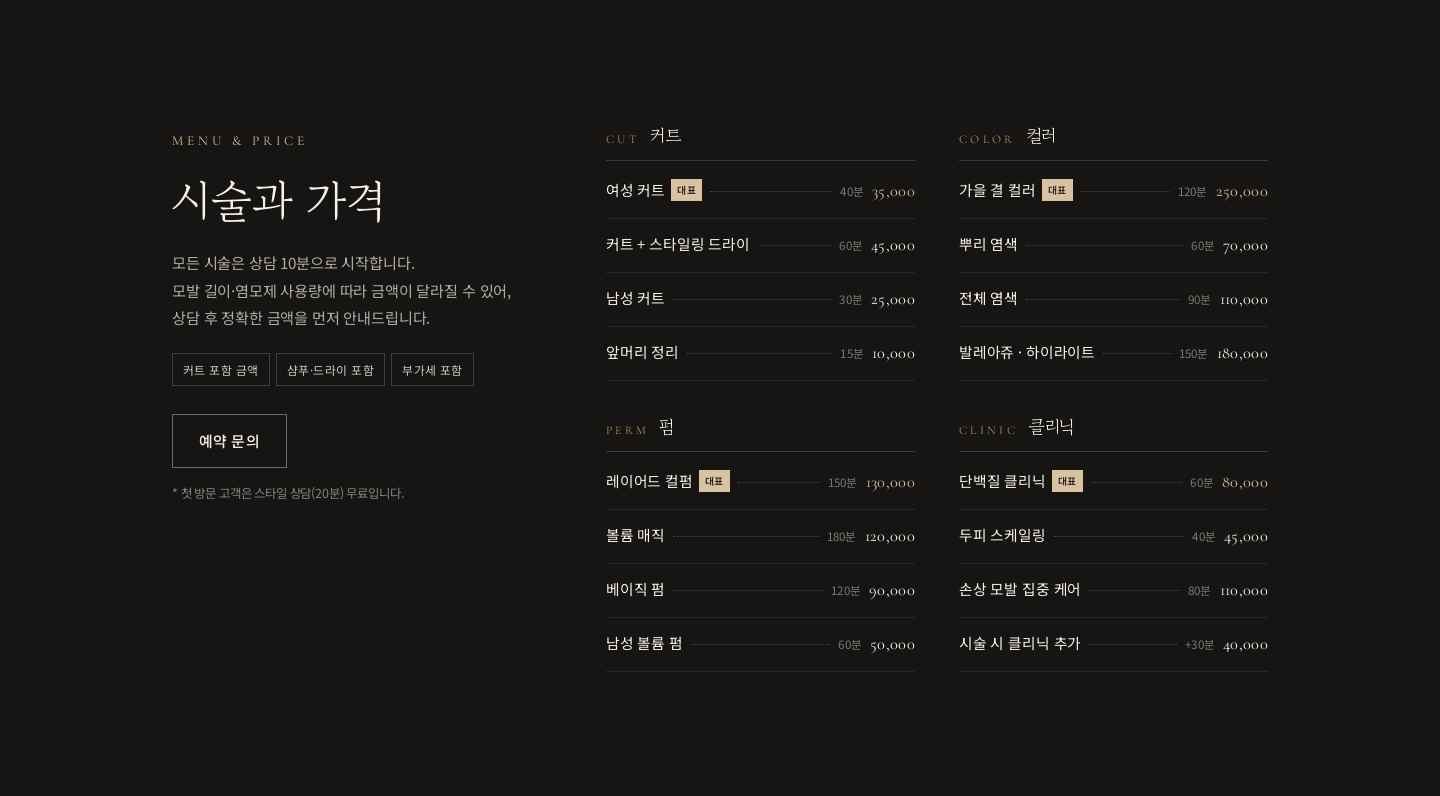 MENU & PRICE
시술과 가격
모든 시술은 상담 10분으로 시작합니다.
모발 길이·염모제 사용량에 따라 금액이 달라질 수 있어,
상담 후 정확한 금액을 먼저 안내드립니다.
커트 포함 금액 샴푸·드라이 포함 부가세 포함
예약 문의
* 첫 방문 고객은 스타일 상담(20분) 무료입니다.
CUT 커트
여성 커트 대표 40분 35,000
커트 + 스타일링 드라이 60분 45,000
남성 커트 30분 25,000
앞머리 정리 15분 10,000
COLOR 컬러
가을 결 컬러 대표 120분 250,000
뿌리 염색 60분 70,000
전체 염색 90분 110,000
발레아쥬 · 하이라이트 150분 180,000
PERM 펌
레이어드 컬펌 대표 150분 130,000
볼륨 매직 180분 120,000
베이직 펌 120분 90,000
남성 볼륨 펌 60분 50,000
CLINIC 클리닉
단백질 클리닉 대표 60분 80,000
두피 스케일링 40분 45,000
손상 모발 집중 케어 80분 110,000
시술 시 클리닉 추가 +30분 40,000